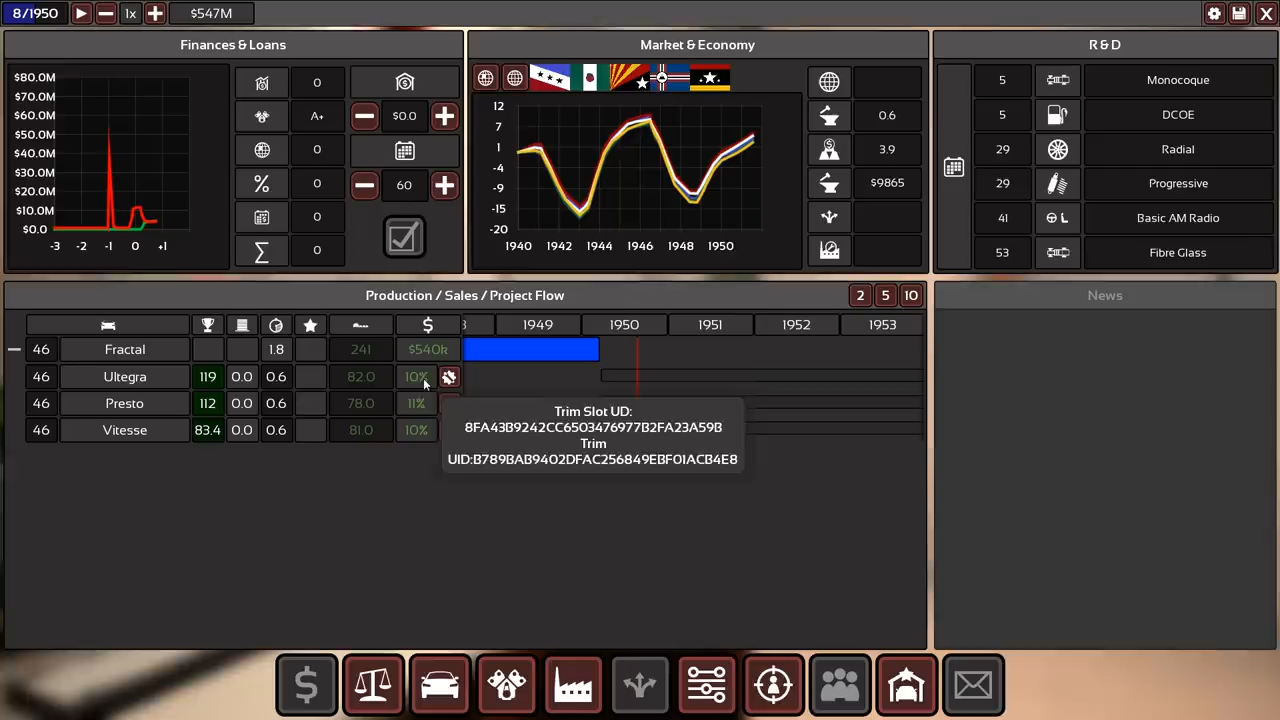 8/1950
1x
$547M
Finances & Loans
$80.0M
$70.0M
$60.0M
$50.0M
$40.0M
$30.0M
$20.0M
$10.0M
$0.0
-3 -2 -1 0 +1
0
A+
0
0
0
0
$0.0
60
Market & Economy
12
7
1
-4
-9
-15
-20
1940 1942 1944 1946 1948 1950
0.6
3.9
$9865
R & D
5 Monocoque
5 DCOE
29 Radial
29 Progressive
41 Basic AM Radio
53 Fibre Glass
Production / Sales / Project Flow
2 5 10
$ 3 1949 1950 1951 1952 1953
46 Fractal 1.8 241 $540k
46 Ultegra 119 0.0 0.6 82.0 10%
46 Presto 112 0.0 0.6 78.0 11%
46 Vitesse 83.4 0.0 0.6 81.0 10%
Trim Slot UD:
8FA43B9242CC6503476977B2FA23A59B
Trim
UID:B789BAB9402DFAC256849EBF01ACB4E8
News
$